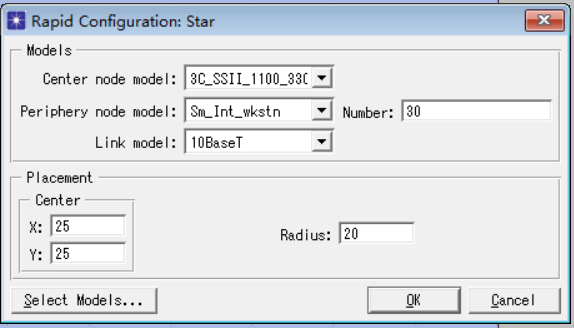 Rapid Configuration: Star
Models
Center node model: 3C_SSII_1100_330
Periphery node model: Sm_Int_wkstn Number: 30
Link model: 10BaseT
Placement
Center
X: 25
Y: 25
Radius: 20
Select Models... OK Cancel